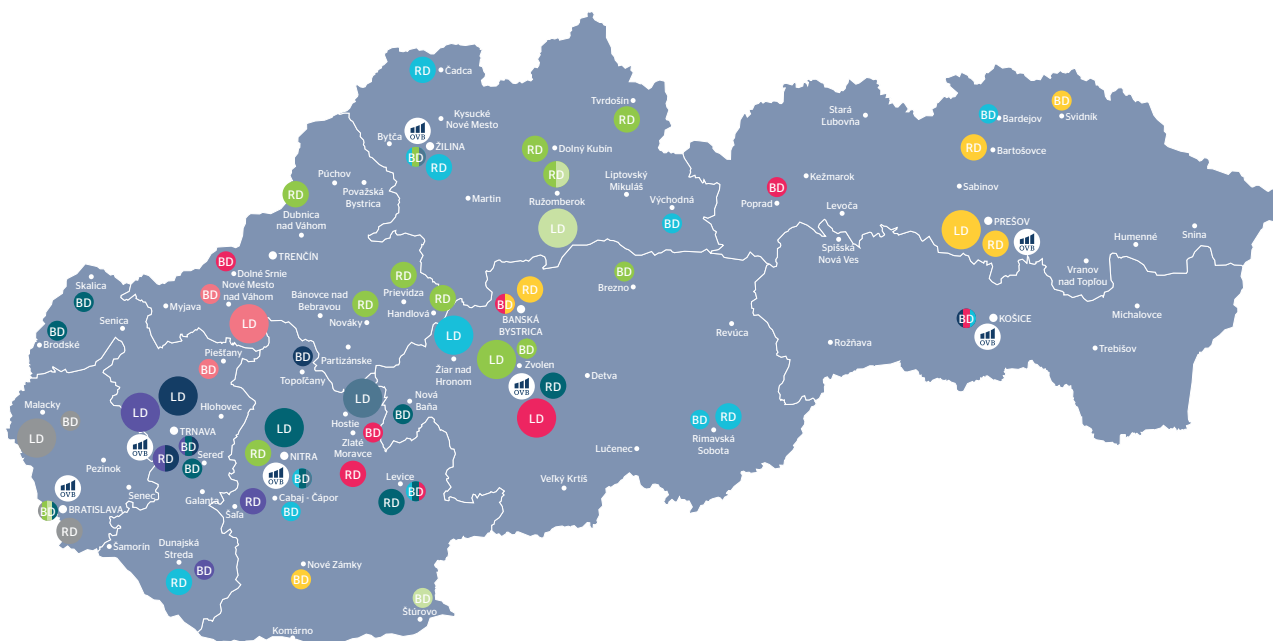 RD
Čadca
Tvrdošín
RD
Kysucké
Nové Mesto
Bytča
OVB
ŽILINA
BD
RD
RD
Dolný Kubín
RD
Ružomberok
LD
Liptovský
Mikuláš
Východná
BD
Martin
Púchov
Považská
Bystrica
RD
Dubnica
nad Váhom
TRENČÍN
BD
Dolné Srnie
Nové Mesto
nad Váhom
BD
Myjava
LD
Bánovce nad
Bebravou
RD
Prievidza
RD
Nováky
RD
Handlová
Partizánske
Skalica
BD
Senica
BD
Brodské
Piešťany
BD
Stará
Ľubovňa
BD
Bardejov
BD
Svidník
RD
Bartošovce
Kežmarok
BD
Poprad
Levoča
Sabinov
PREŠOV
LD
RD
OVB
Humenné
Snina
Vranov
nad Topľou
Spišská
Nová Ves
Michalovce
BD
KOŠICE
OVB
Trebišov
Rožňava
BD
Brezno
RD
BD
BANSKÁ
BYSTRICA
Revúca
LD
Žiar nad
Hronom
LD
BD
Zvolen
OVB
RD
LD
Detva
BD
RD
Rimavská
Sobota
Lučenec
Veľký Krtíš
BD
Nová
Baňa
BD
Topoľčany
LD
Hostie
Zlaté
Moravce
BD
RD
LD
RD
NITRA
OVB
BD
Cabaj - Čápor
BD
Levice
BD
RD
Nové Zámky
BD
BD
Štúrovo
Komárno
LD
LD
Hlohovec
TRNAVA
OVB
RD
BD
Sereď
BD
Galanta
Šaľa
RD
Dunajská
Streda
BD
RD
Malacky
BD
LD
Pezinok
OVB
Senec
BD
BRATISLAVA
RD
Šamorín